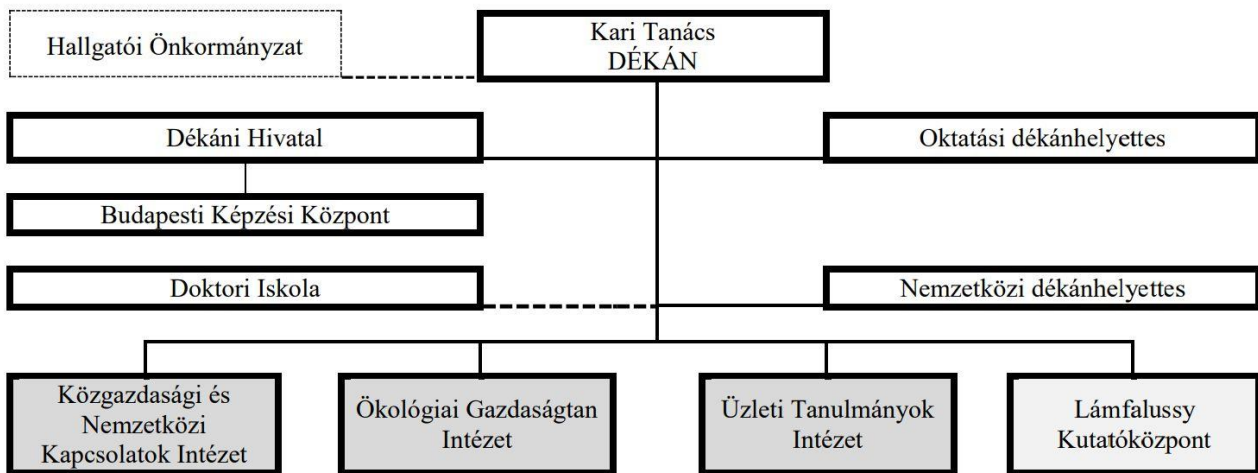 Hallgatói Önkormányzat
Kari Tanács
DÉKÁN
Dékáni Hivatal
Oktatási dékánhelyettes
Budapesti Képzési Központ
Doktori Iskola
Nemzetközi dékánhelyettes
Közgazdasági és
Nemzetközi
Kapcsolatok Intézet
Ökológiai Gazdaságtan
Intézet
Üzleti Tanulmányok
Intézet
Lámfalussy
Kutatóközpont